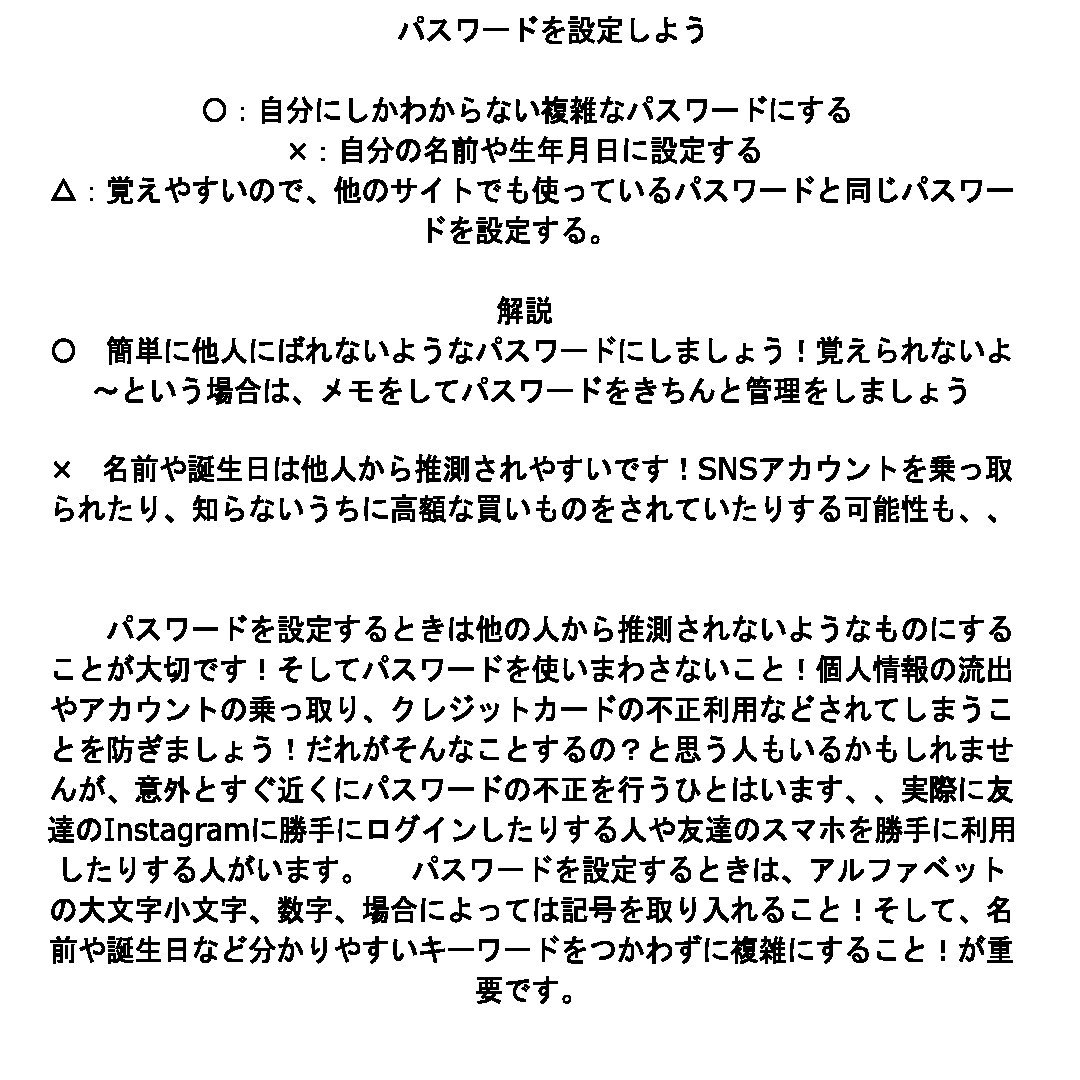 パスワードを設定しよう
〇：自分にしかわからない複雑なパスワードにする
×：自分の名前や生年月日に設定する
△：覚えやすいので、他のサイトでも使っているパスワードと同じパスワー
ドを設定する。
解説
〇　簡単に他人にばれないようなパスワードにしましょう！覚えられないよ
～という場合は、メモをしてパスワードをきちんと管理をしましょう
×　名前や誕生日は他人から推測されやすいです！SNSアカウントを乗っ取
られたり、知らないうちに高額な買いものをされていたりする可能性も、、
パスワードを設定するときは他の人から推測されないようなものにする
ことが大切です！そしてパスワードを使いまわさないこと！個人情報の流出
やアカウントの乗っ取り、クレジットカードの不正利用などされてしまうこ
とを防ぎましょう！だれがそんなことするの？と思う人もいるかもしれませ
んが、意外とすぐ近くにパスワードの不正を行うひとはいます、、実際に友
達のInstagramに勝手にログインしたりする人や友達のスマホを勝手に利用
したりする人がいます。　パスワードを設定するときは、アルファベット
の大文字小文字、数字、場合によっては記号を取り入れること！そして、名
前や誕生日など分かりやすいキーワードをつかわずに複雑にすること！が重
要です。